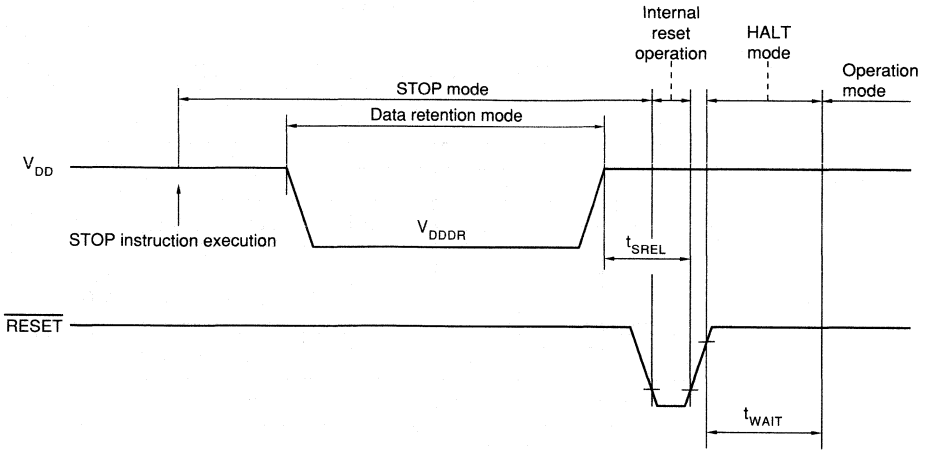 Internal
reset
operation
HALT
mode
Operation
mode
STOP mode
Data retention mode
V_DD
STOP instruction execution
V_DDDR
t_SREL
RESET
t_WAIT